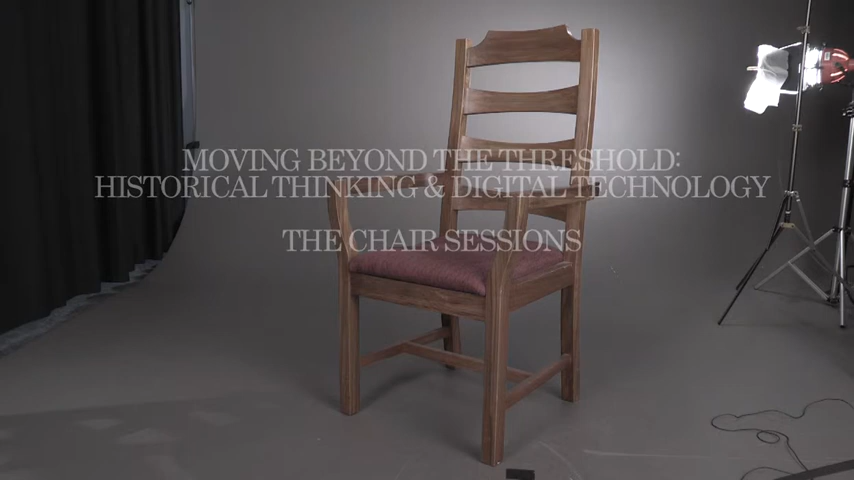 MOVING BEYOND THE THRESHOLD:
HISTORICAL THINKING & DIGITAL TECHNOLOGY
THE CHAIR SESSIONS